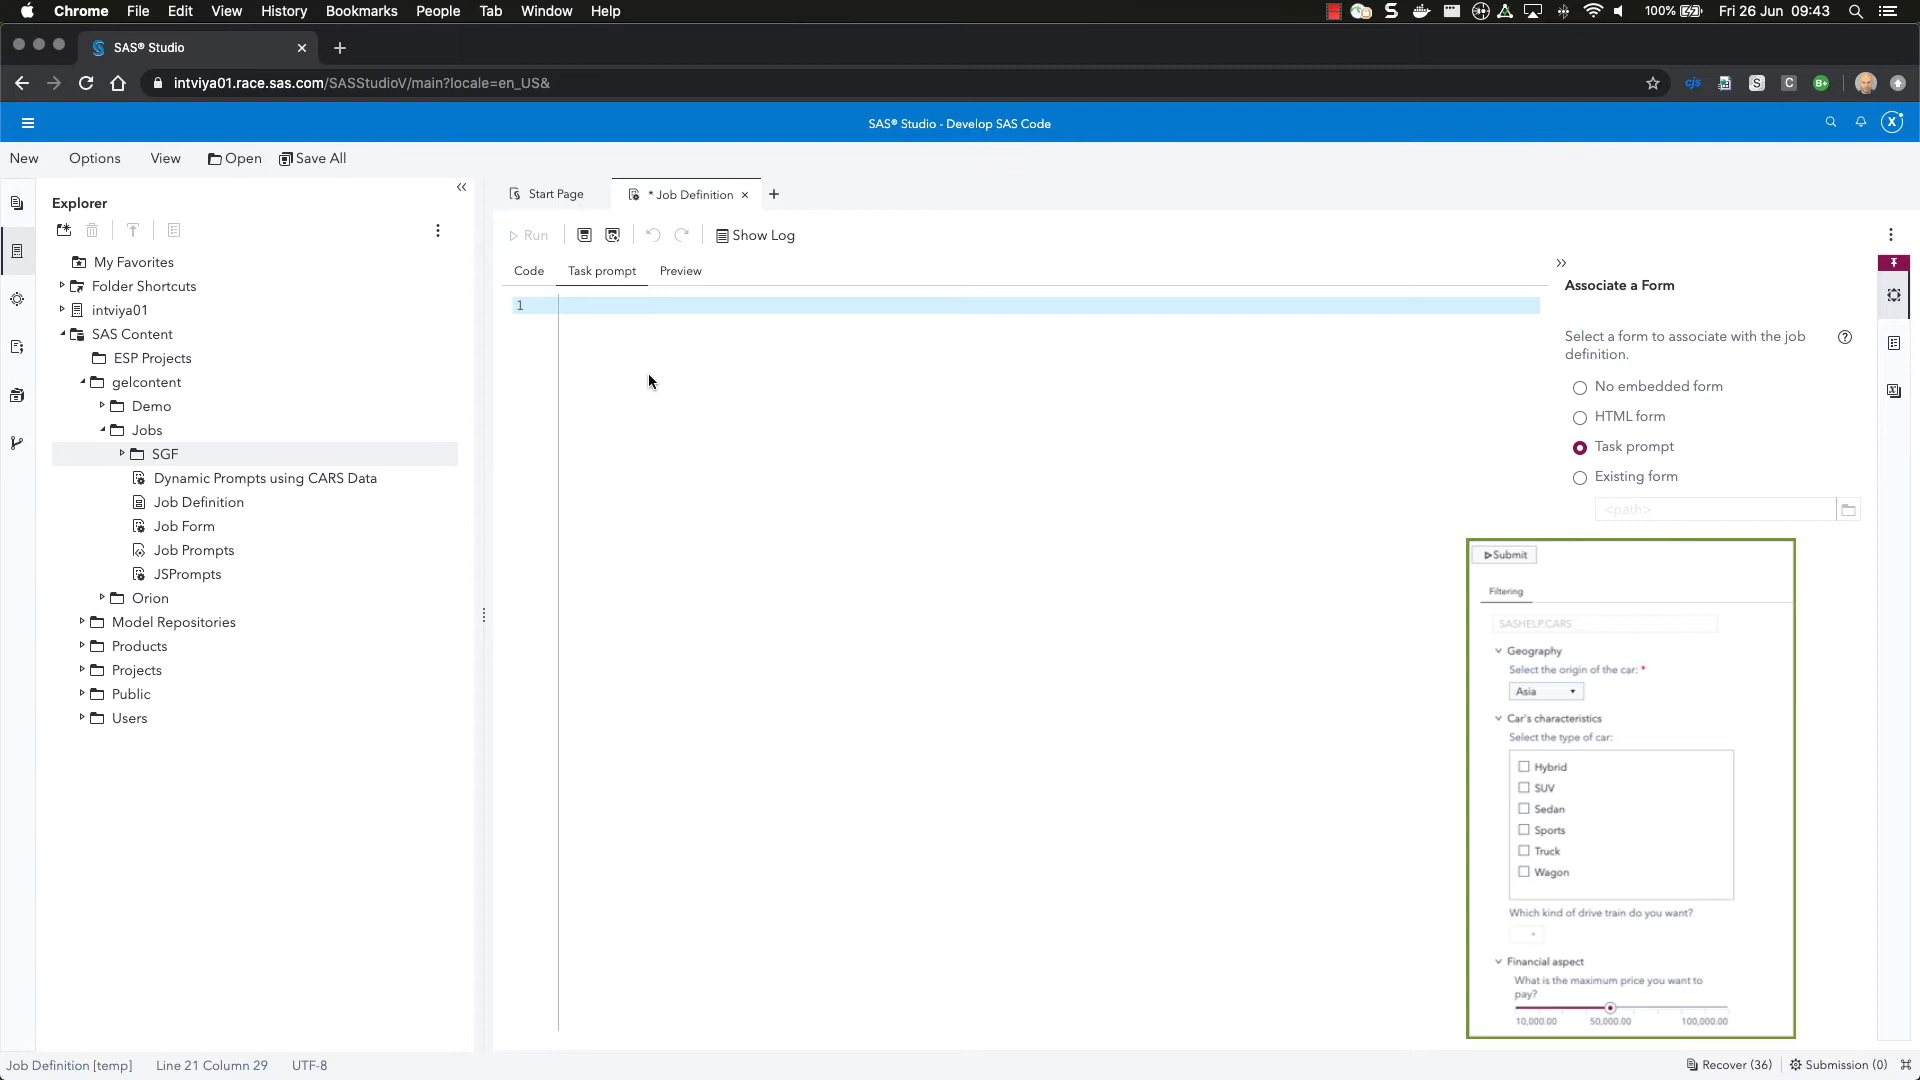 Chrome File Edit View History Bookmarks People Tab Window Help 100% Fri 26 Jun 09:43
SAS® Studio
intviya01.race.sas.com/SASStudioV/main?locale=en_US&
SAS® Studio - Develop SAS Code
New Options View Open Save All
Explorer
My Favorites
Folder Shortcuts
intviya01
SAS Content
ESP Projects
gelcontent
Demo
Jobs
SGF
Dynamic Prompts using CARS Data
Job Definition
Job Form
Job Prompts
JSPrompts
Orion
Model Repositories
Products
Projects
Public
Users
Start Page * Job Definition
Run Show Log
Code Task prompt Preview
1
Associate a Form
Select a form to associate with the job
definition.
No embedded form
HTML form
Task prompt
Existing form
<path>
Submit
Filtering
SASHELP.CARS
Geography
Select the origin of the car: *
Asia
Car's characteristics
Select the type of car:
Hybrid
SUV
Sedan
Sports
Truck
Wagon
Which kind of drive train do you want?
Financial aspect
What is the maximum price you want to
pay?
10,000.00 50,000.00 100,000.00
Job Definition [temp] Line 21 Column 29 UTF-8 Recover (36) Submission (0)